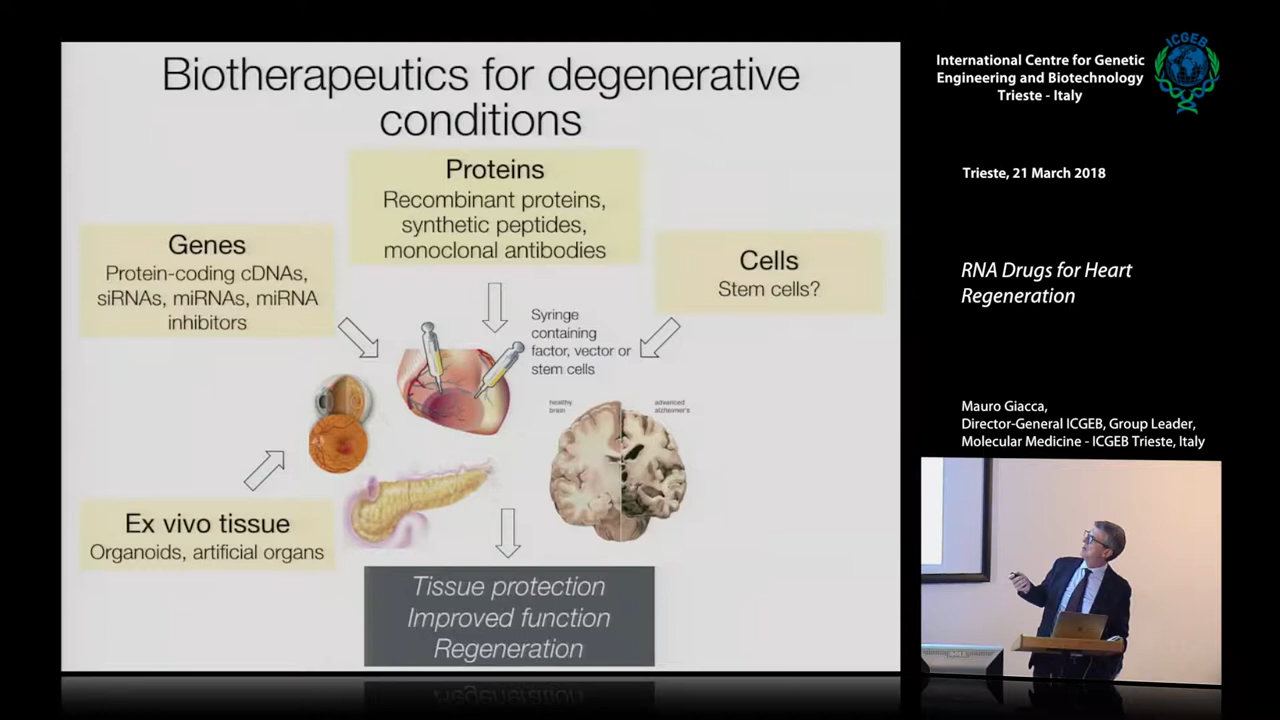 Biotherapeutics for degenerative
conditions
Proteins
Recombinant proteins,
synthetic peptides,
monoclonal antibodies
Genes
Protein-coding cDNAs,
siRNAs, miRNAs, miRNA
inhibitors
Cells
Stem cells?
Syringe
containing
factor, vector or
stem cells
healthy
brain
advanced
alzheimer's
Ex vivo tissue
Organoids, artificial organs
Tissue protection
Improved function
Regeneration
International Centre for Genetic
Engineering and Biotechnology
Trieste - Italy
ICGEB
Trieste, 21 March 2018
RNA Drugs for Heart
Regeneration
Mauro Giacca,
Director-General ICGEB, Group Leader,
Molecular Medicine - ICGEB Trieste, Italy